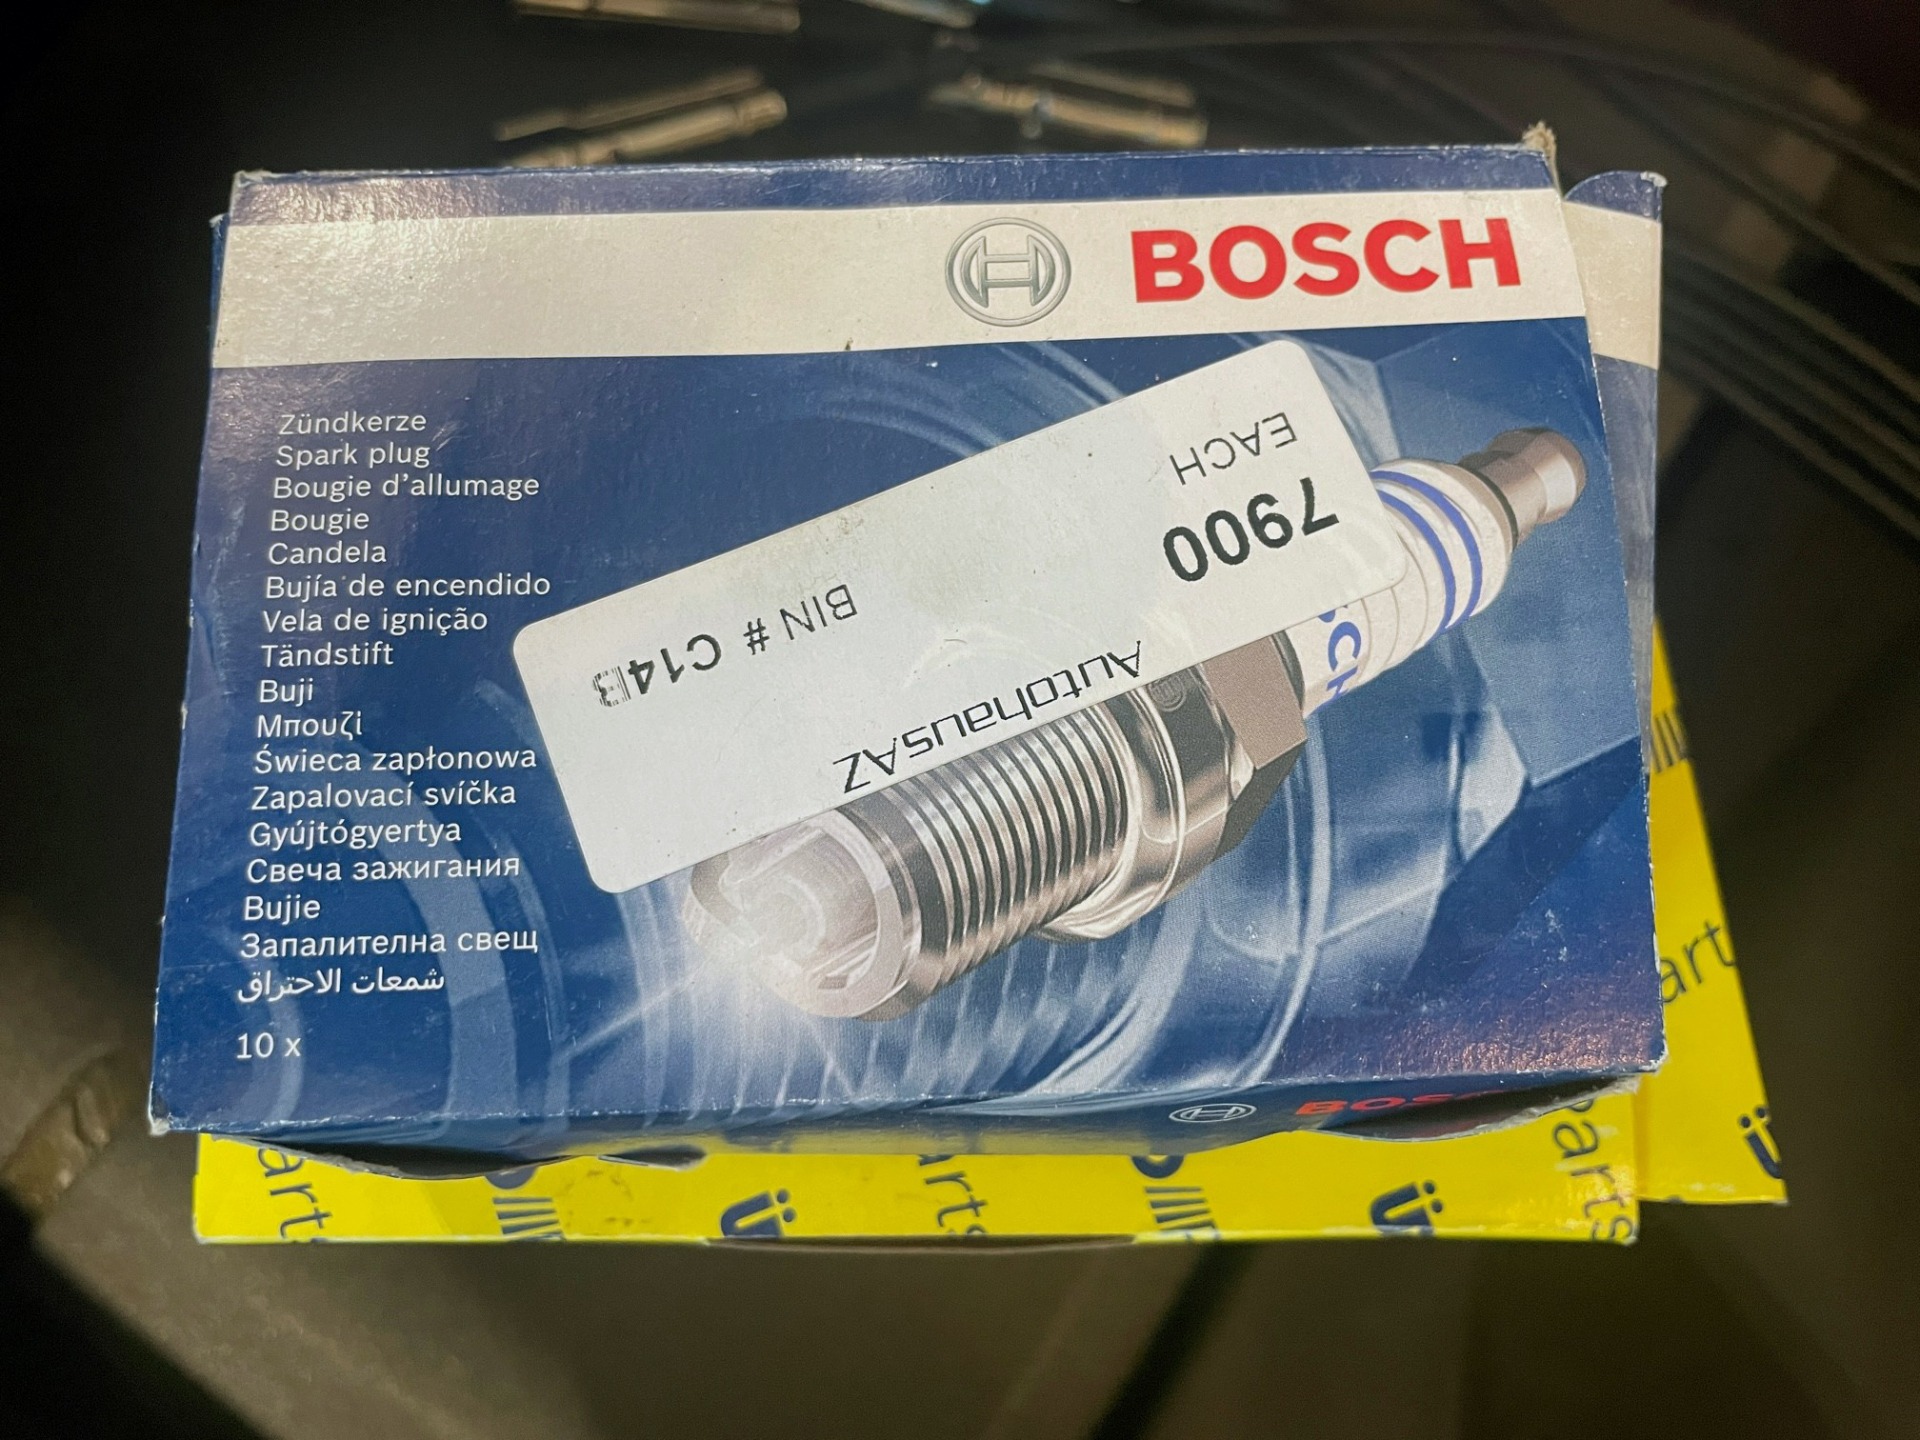 BOSCH
Zündkerze
Spark plug
Bougie d'allumage
Bougie
Candela
Bujía de encendido
Vela de ignição
Tändstift
Buji
Μπουζί
Świeca zapłonowa
Zapalovací svíčka
Gyújtógyertya
Свеча зажигания
Bujie
Запалителна свещ
شمعات الاحتراق
10 x
7900
EACH
AutohausAZ
BIN # C14B
BOSCH